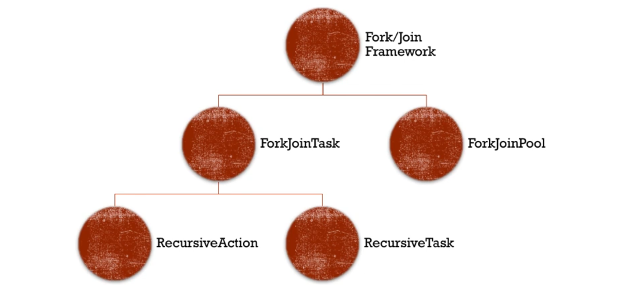 Fork/Join
Framework
ForkJoinTask
ForkJoinPool
RecursiveAction
RecursiveTask